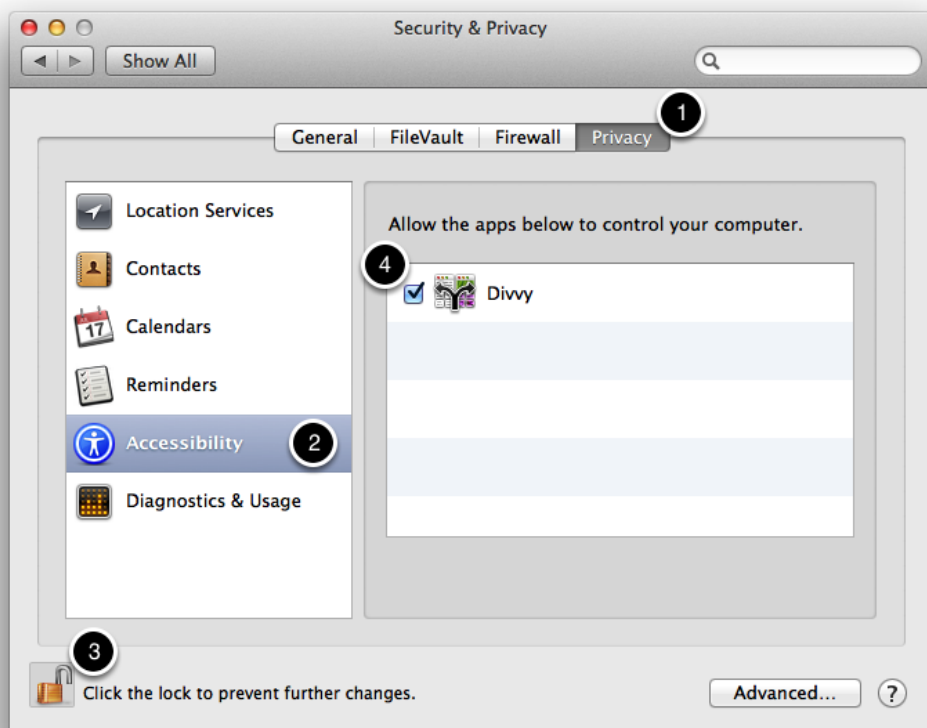 Security & Privacy
Show All
1
General FileVault Firewall Privacy
Location Services
Allow the apps below to control your computer.
4
Contacts
Divvy
17
Calendars
Reminders
Accessibility 2
Diagnostics & Usage
3
Click the lock to prevent further changes.
Advanced... ?